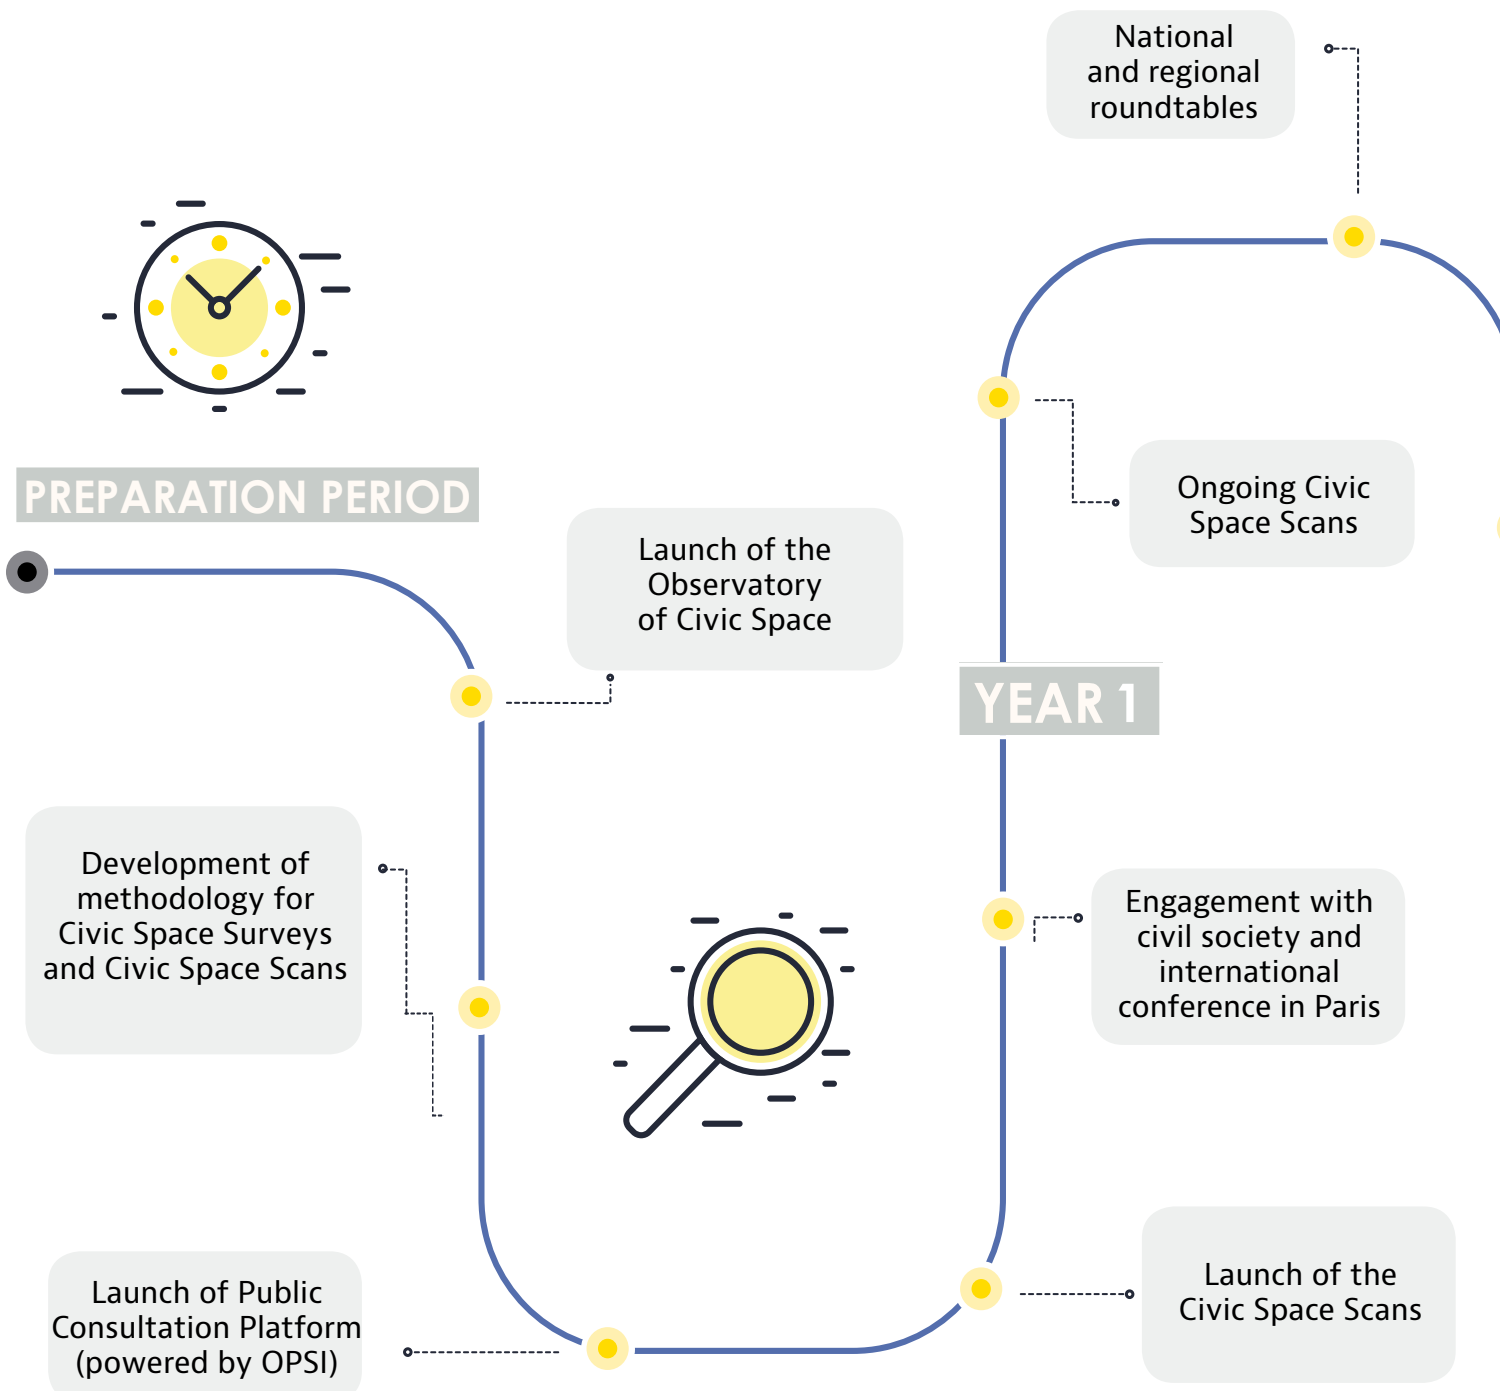 PREPARATION PERIOD
Launch of the
Observatory
of Civic Space
Development of
methodology for
Civic Space Surveys
and Civic Space Scans
Launch of Public
Consultation Platform
(powered by OPSI)
Launch of the
Civic Space Scans
Engagement with
civil society and
international
conference in Paris
YEAR 1
Ongoing Civic
Space Scans
National
and regional
roundtables